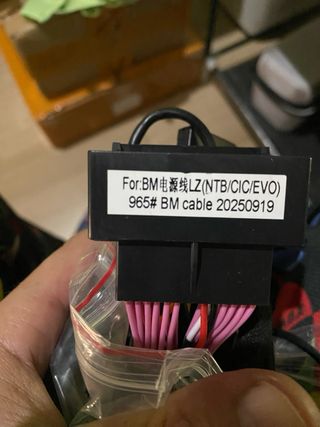 For:BM电源线LZ(NTB/CIC/EVO)
965# BM cable 20250919